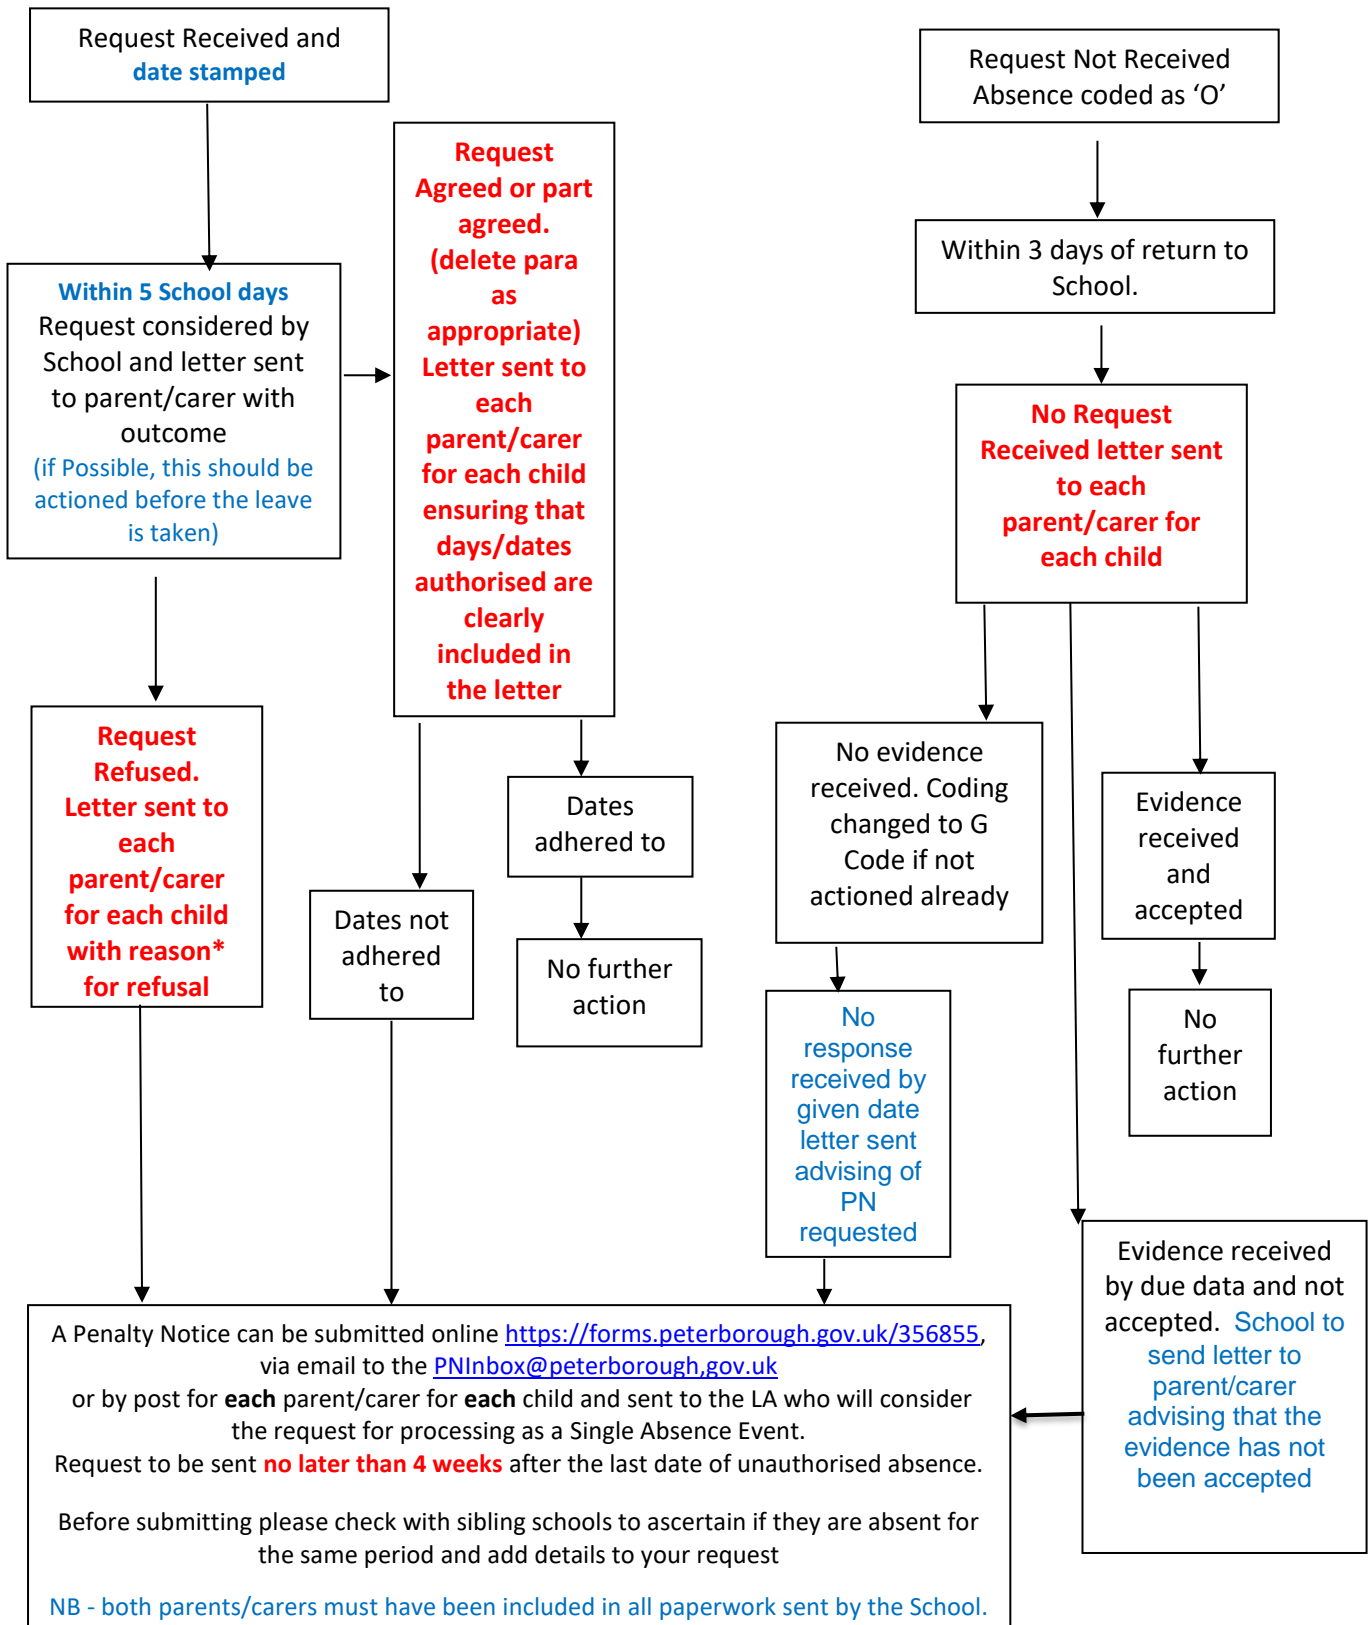 Request Received and
date stamped
Request Not Received
Absence coded as ‘O’
Request
Agreed or part
agreed.
(delete para
as
appropriate)
Letter sent to
each
parent/carer
for each child
ensuring that
days/dates
authorised are
clearly
included in
the letter
Within 3 days of return to
School.
Within 5 School days
Request considered by
School and letter sent
to parent/carer with
outcome
(if Possible, this should be
actioned before the leave
is taken)
No Request
Received letter sent
to each
parent/carer for
each child
Request
Refused.
Letter sent to
each
parent/carer
for each child
with reason*
for refusal
Dates
adhered to
No evidence
received. Coding
changed to G
Code if not
actioned already
Evidence
received
and
accepted
Dates not
adhered
to
No further
action
No
response
received by
given date
letter sent
advising of
PN
requested
No
further
action
Evidence received
by due data and not
accepted. School to
send letter to
parent/carer
advising that the
evidence has not
been accepted
A Penalty Notice can be submitted online https://forms.peterborough.gov.uk/356855,
via email to the PNInbox@peterborough,gov.uk
or by post for each parent/carer for each child and sent to the LA who will consider
the request for processing as a Single Absence Event.
Request to be sent no later than 4 weeks after the last date of unauthorised absence.
Before submitting please check with sibling schools to ascertain if they are absent for
the same period and add details to your request
NB - both parents/carers must have been included in all paperwork sent by the School.